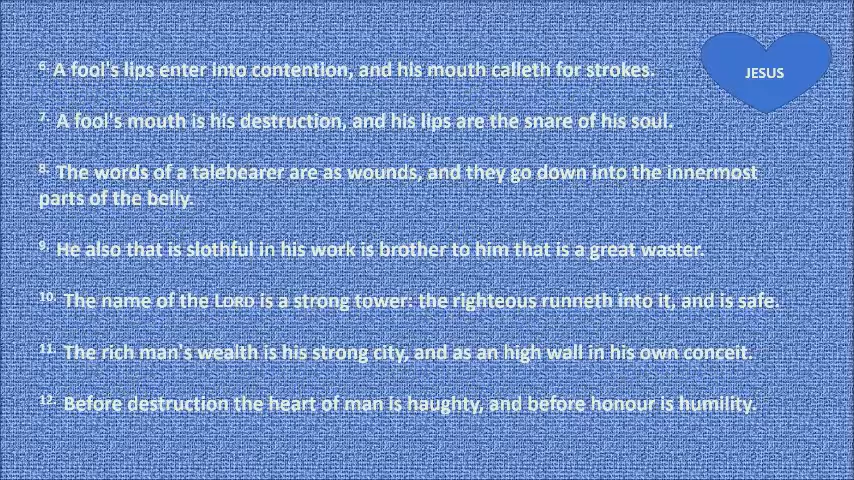 6. A fool's lips enter into contention, and his mouth calleth for strokes.
JESUS
7. A fool's mouth is his destruction, and his lips are the snare of his soul.
8. The words of a talebearer are as wounds, and they go down into the innermost
parts of the belly.
9. He also that is slothful in his work is brother to him that is a great waster.
10. The name of the LORD is a strong tower: the righteous runneth into it, and is safe.
11. The rich man's wealth is his strong city, and as an high wall in his own conceit.
12. Before destruction the heart of man is haughty, and before honour is humility.